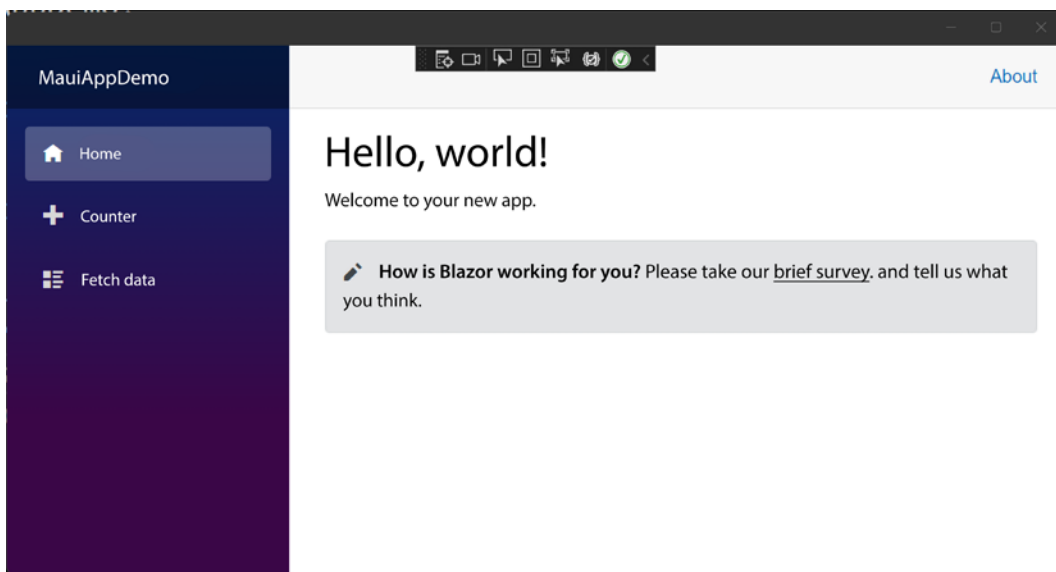 MauiAppDemo
About
Home
Counter
Fetch data
Hello, world!
Welcome to your new app.
How is Blazor working for you? Please take our brief survey. and tell us what
you think.